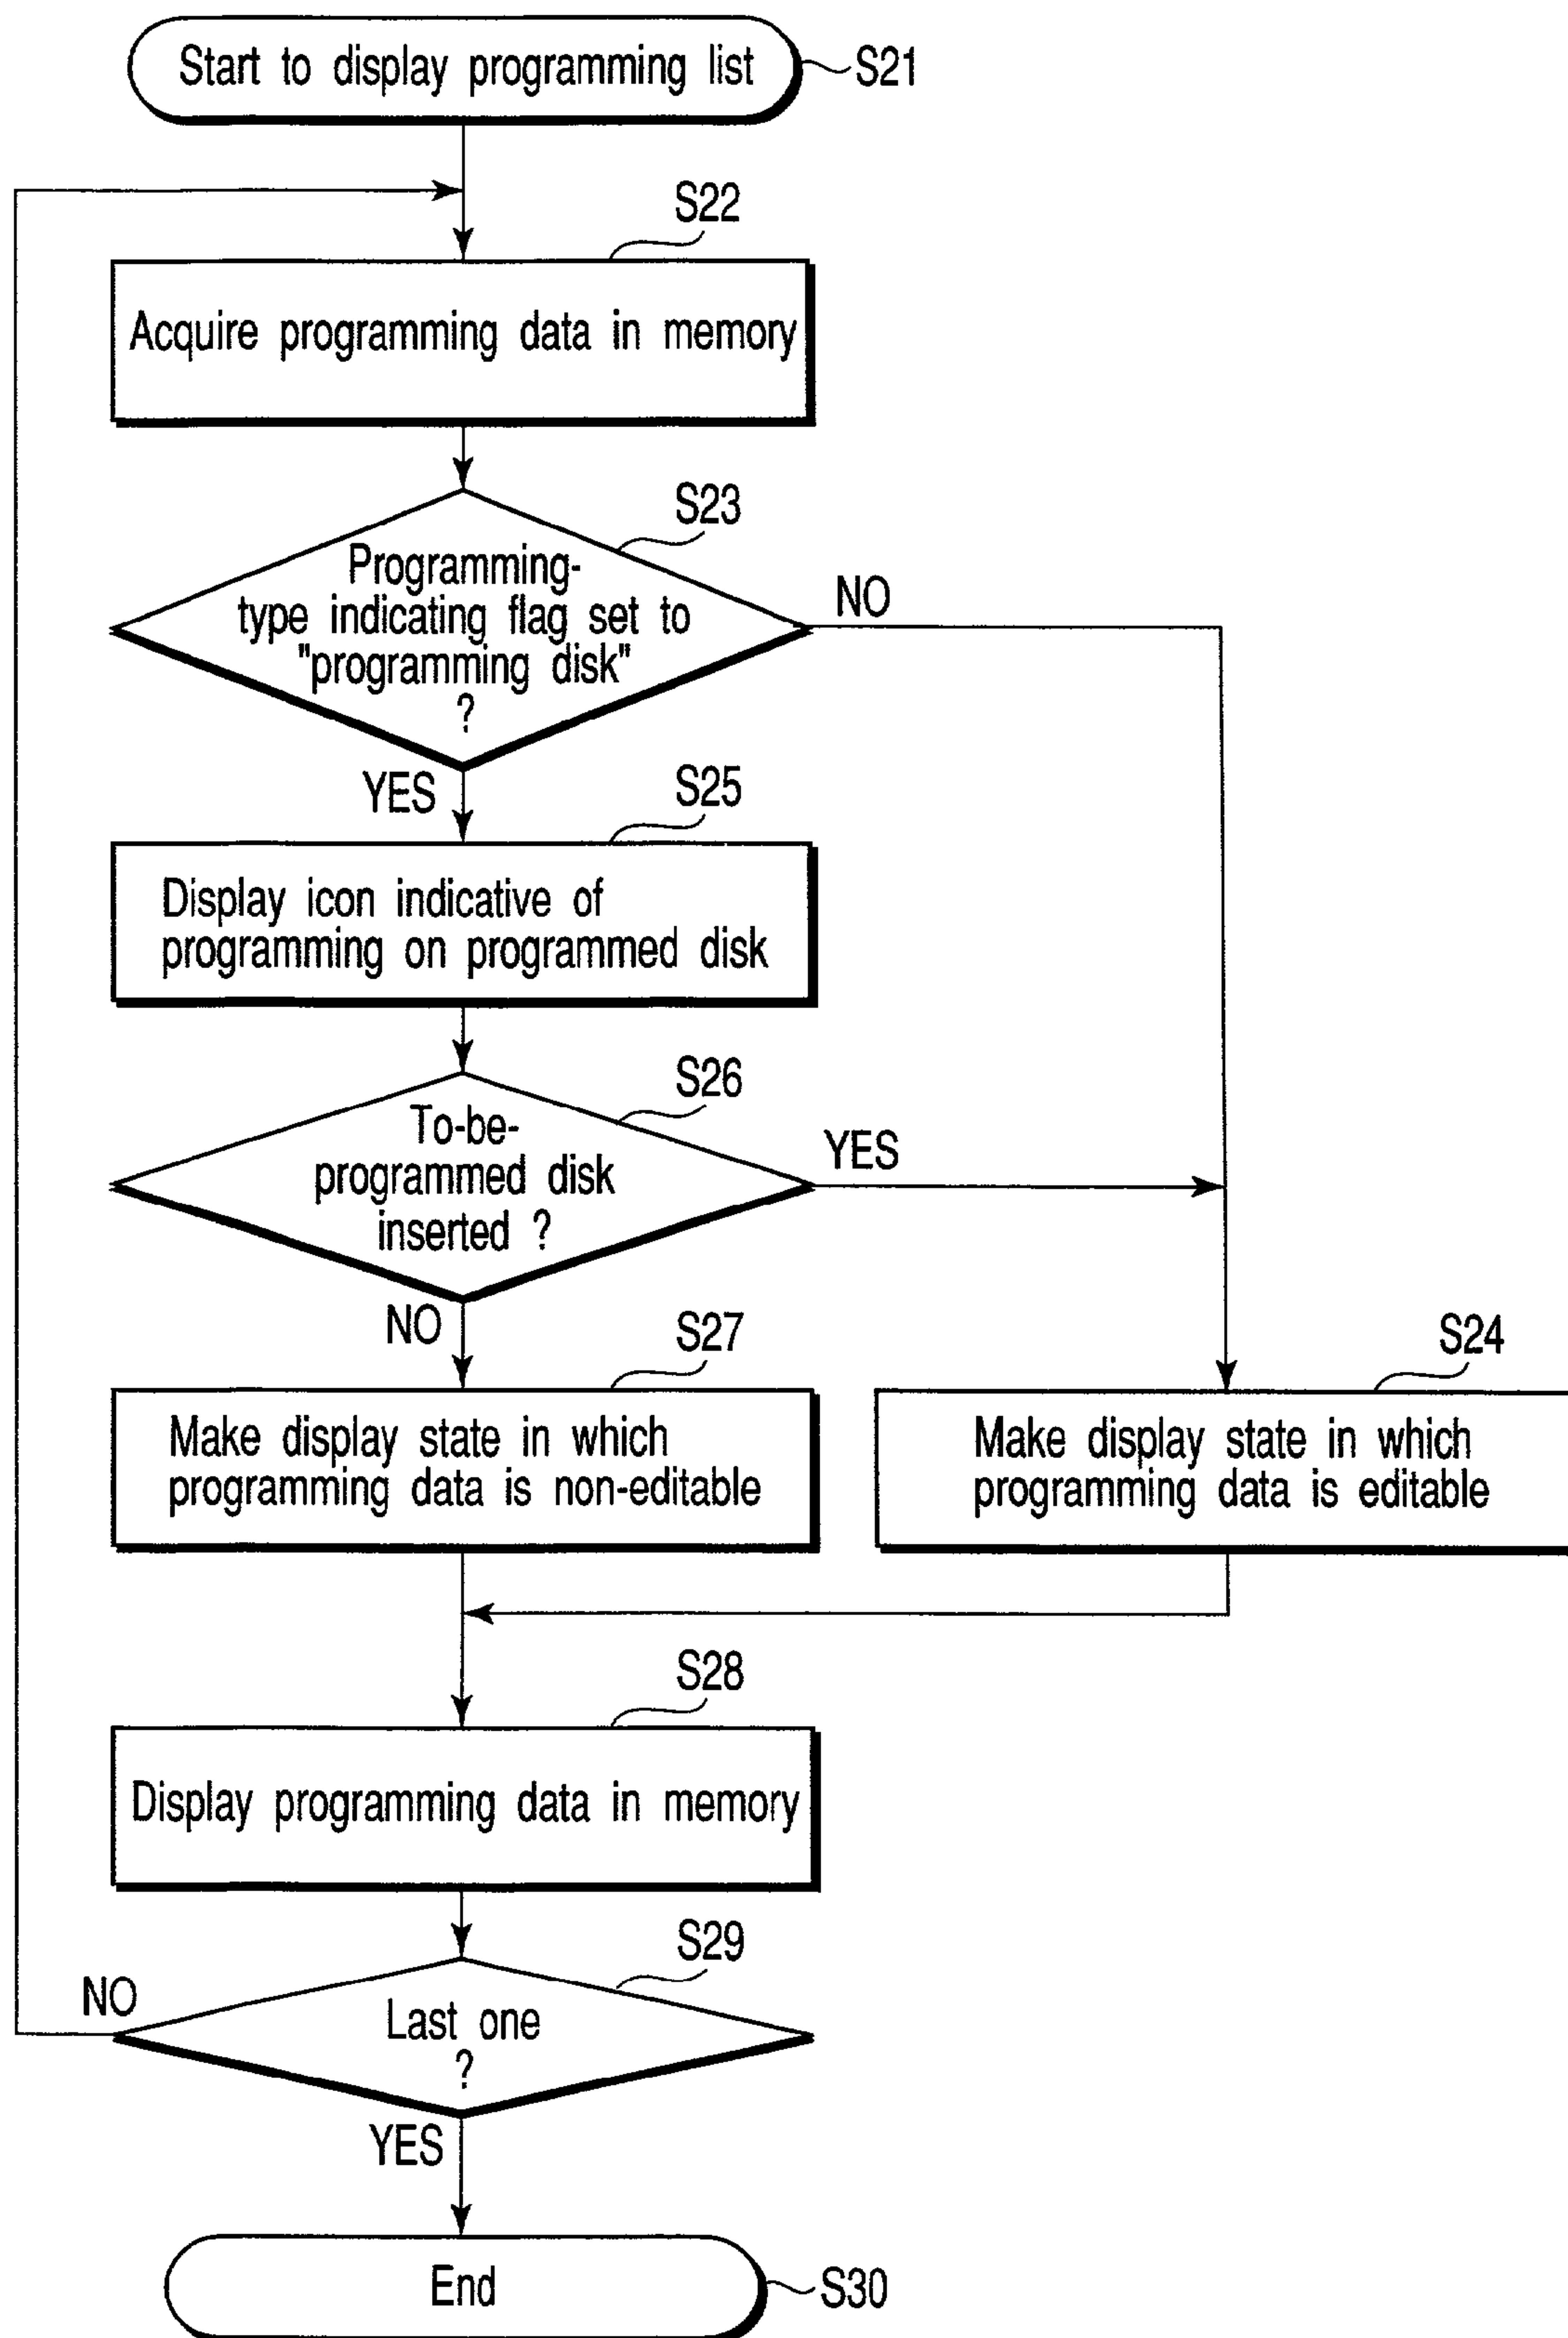 Start to display programming list
S21
S22
Acquire programming data in memory
S23
Programming-
type indicating flag set to
"programming disk"
?
NO
YES
S25
Display icon indicative of
programming on programmed disk
S26
To-be-
programmed disk
inserted ?
YES
NO
S27
Make display state in which
programming data is non-editable
S24
Make display state in which
programming data is editable
S28
Display programming data in memory
S29
NO
Last one
?
YES
End
S30